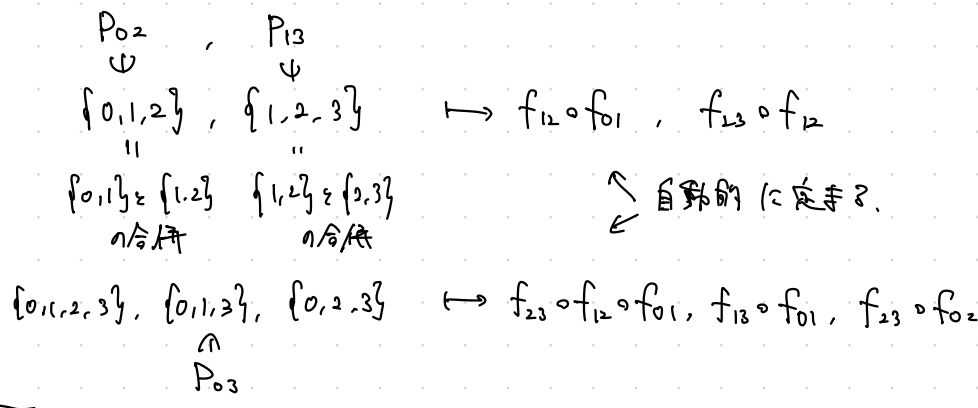 P₀₂ , P₁₃
{0,1,2} , {1,2,3} ⟼ f₁₂∘f₀₁ , f₂₃∘f₁₂
{0,1}と{1,2} {1,2}と{2,3} 自動的に定まる.
の合成 の合成
{0,1,2,3}, {0,1,3}, {0,2,3} ⟼ f₂₃∘f₁₂∘f₀₁, f₁₃∘f₀₁, f₂₃∘f₀₂
P₀₃